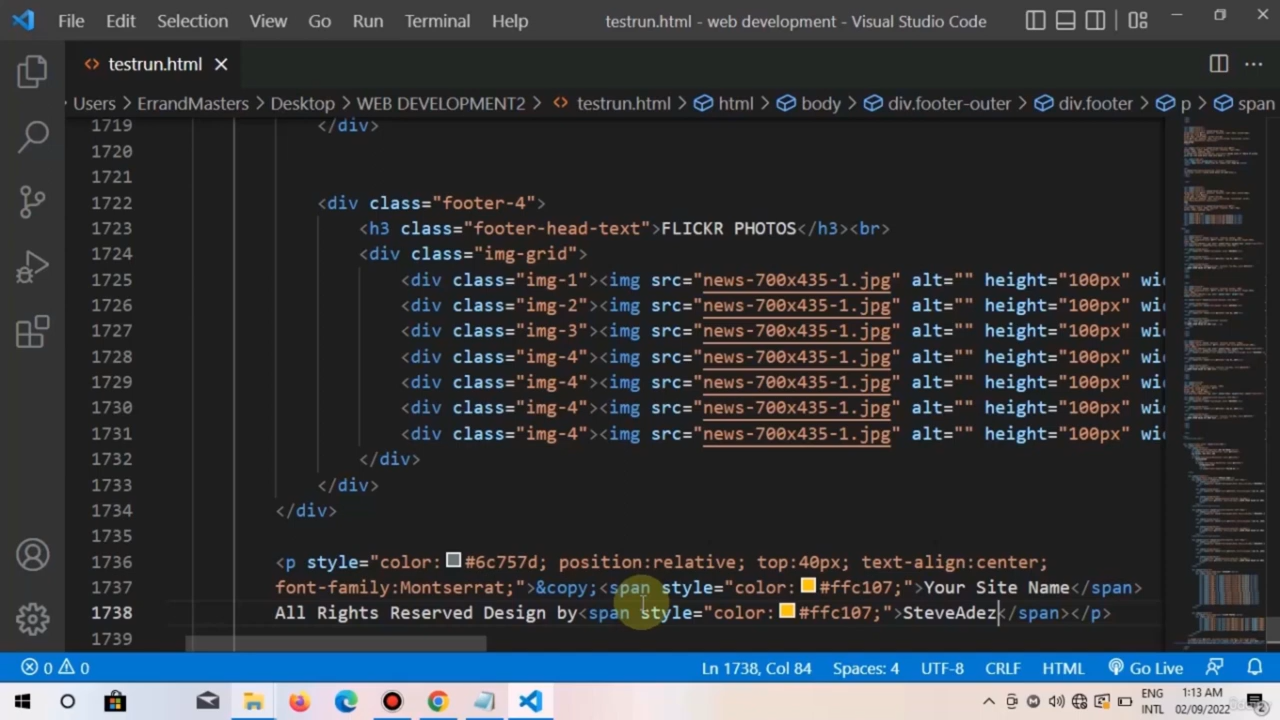 File Edit Selection View Go Run Terminal Help testrun.html - web development - Visual Studio Code
testrun.html
Users > ErrandMasters > Desktop > WEB DEVELOPMENT2 > testrun.html > html > body > div.footer-outer > div.footer > p > span
1719 </div>
1720
1721
1722 <div class="footer-4">
1723 <h3 class="footer-head-text">FLICKR PHOTOS</h3><br>
1724 <div class="img-grid">
1725 <div class="img-1"><img src="news-700x435-1.jpg" alt="" height="100px" wi
1726 <div class="img-2"><img src="news-700x435-1.jpg" alt="" height="100px" wi
1727 <div class="img-3"><img src="news-700x435-1.jpg" alt="" height="100px" wi
1728 <div class="img-4"><img src="news-700x435-1.jpg" alt="" height="100px" wi
1729 <div class="img-4"><img src="news-700x435-1.jpg" alt="" height="100px" wi
1730 <div class="img-4"><img src="news-700x435-1.jpg" alt="" height="100px" wi
1731 <div class="img-4"><img src="news-700x435-1.jpg" alt="" height="100px" wi
1732 </div>
1733 </div>
1734 </div>
1735
1736 <p style="color: #6c757d; position:relative; top:40px; text-align:center;
1737 font-family:Montserrat;">&copy;<span style="color: #ffc107;">Your Site Name</span>
1738 All Rights Reserved Design by<span style="color: #ffc107;">SteveAdez</span></p>
1739
0 0 Ln 1738, Col 84 Spaces: 4 UTF-8 CRLF HTML Go Live
ENG 1:13 AM
INTL 02/09/2022 2